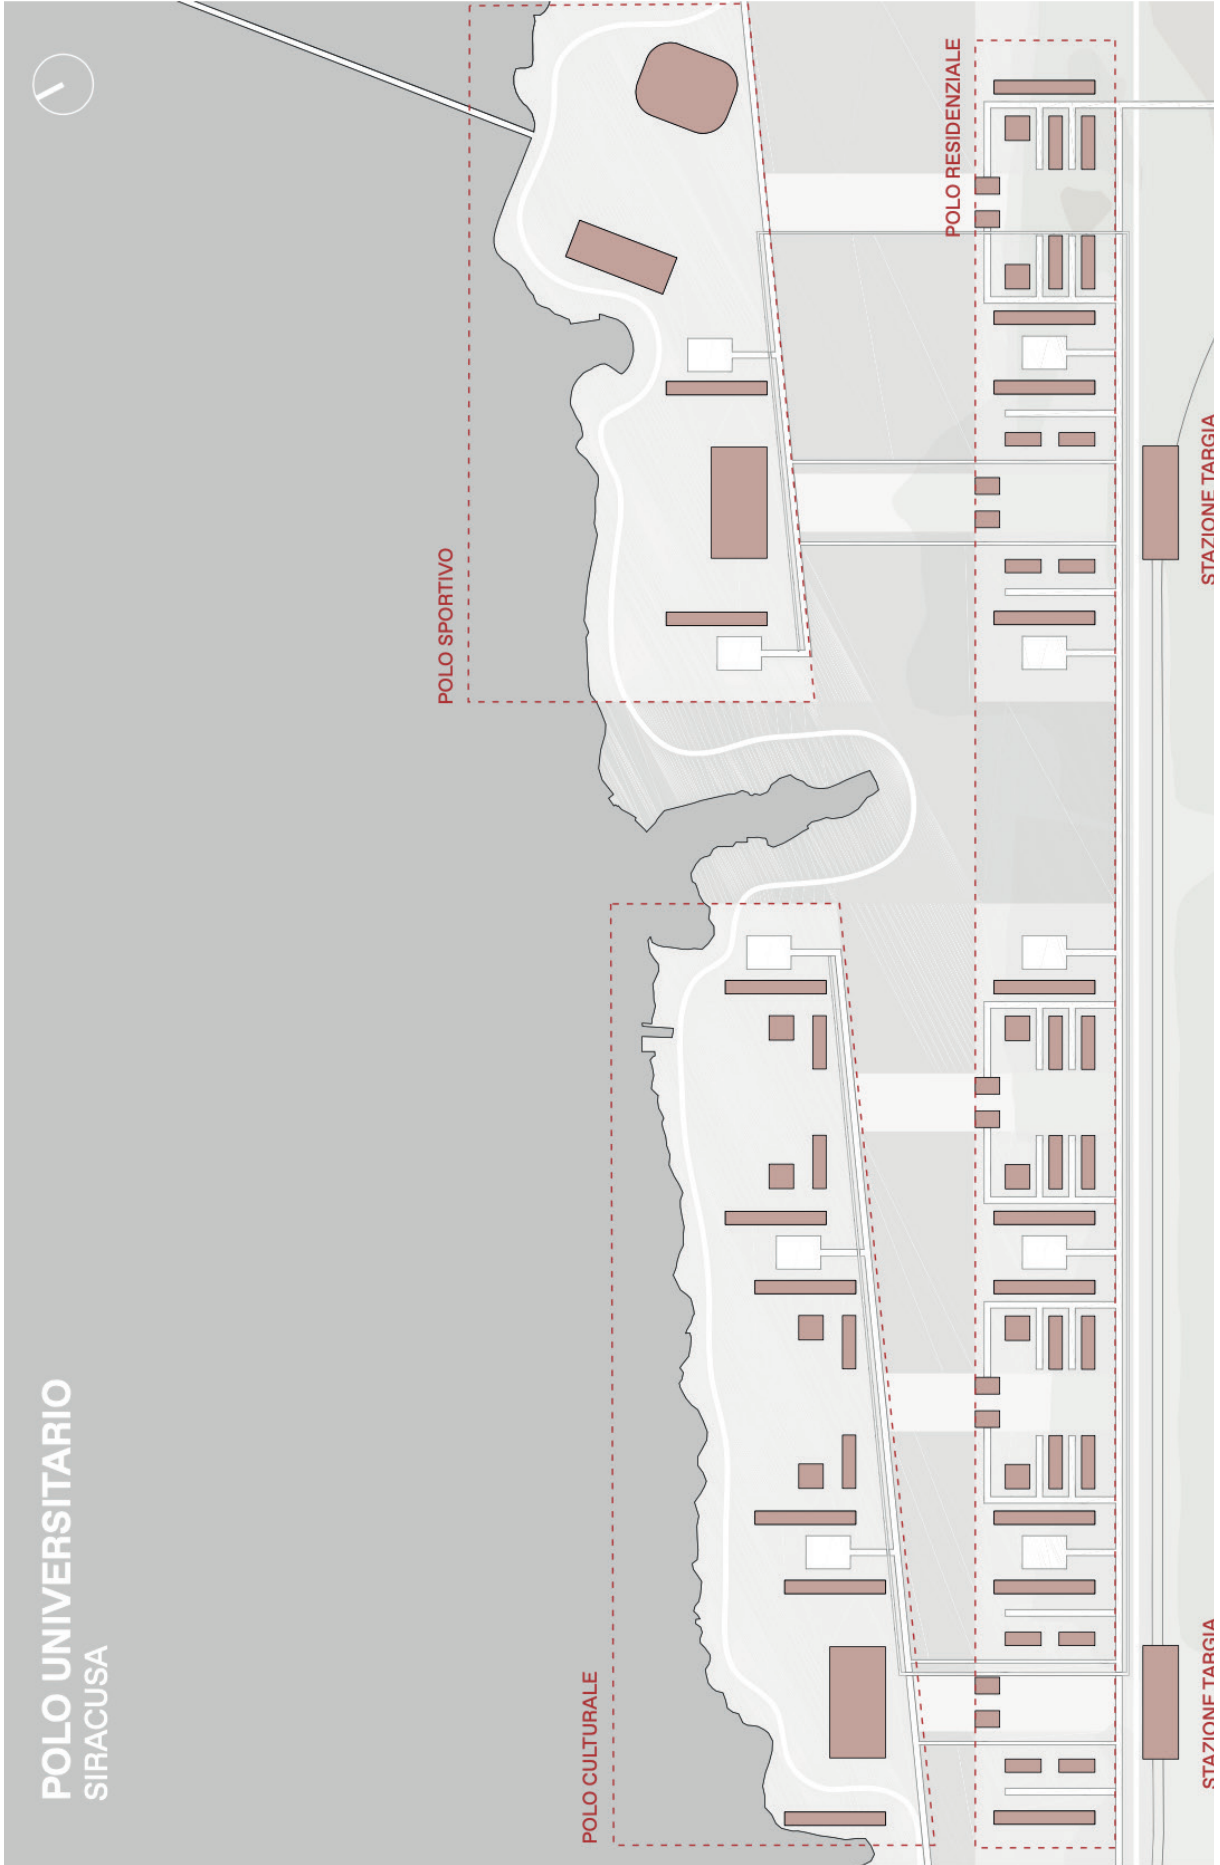 POLO UNIVERSITARIO
SIRACUSA
POLO CULTURALE
POLO SPORTIVO
POLO RESIDENZIALE
STAZIONE TARGIA
STAZIONE TARGIA